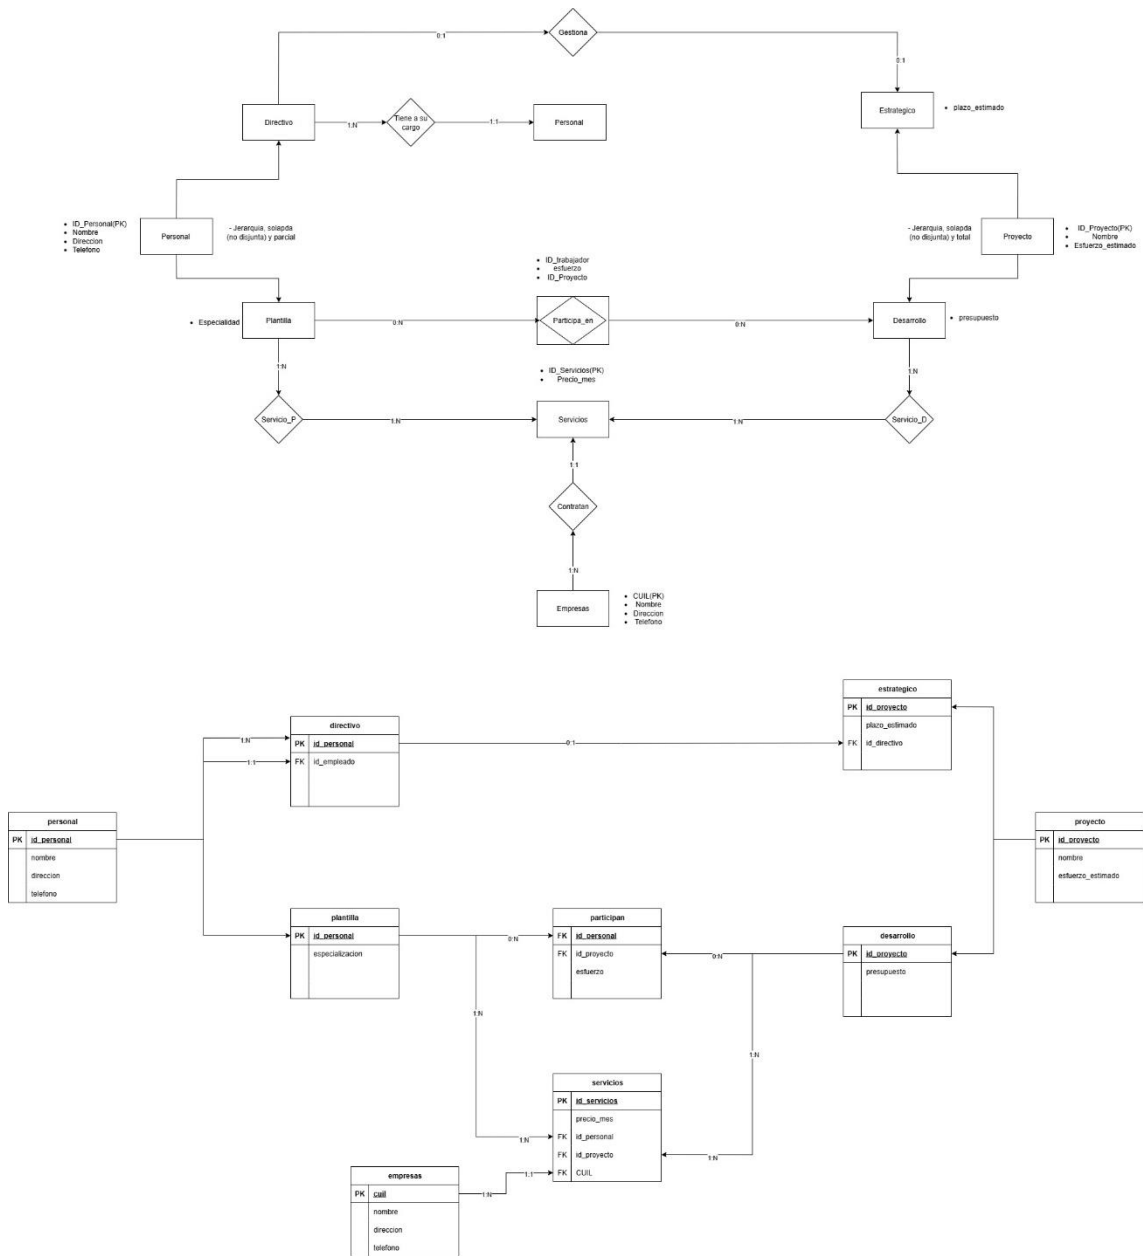 Gestiona
0:1
0:1
Directivo
1:N
Tiene a su
cargo
1:1
Personal
Estrategico
plazo_estimado
ID_Personal(PK)
Nombre
Direccion
Telefono
Personal
- Jerarquia, solapda
(no disjunta) y parcial
- Jerarquia, solapda
(no disjunta) y total
Proyecto
ID_Proyecto(PK)
Nombre
Esfuerzo_estimado
ID_trabajador
esfuerzo
ID_Proyecto
Especialidad
Plantilla
0:N
Participa_en
0:N
Desarrollo
presupuesto
1:N
1:N
ID_Servicios(PK)
Precio_mes
Servicio_P
1:N
Servicios
1:N
Servicio_D
1:1
Contratan
1:N
Empresas
CUIL(PK)
Nombre
Direccion
Telefono
estrategico
PK id_proyecto
plazo_estimado
FK id_directivo
directivo
PK id_personal
FK id_empleado
1:N
1:1
0:1
personal
PK id_personal
nombre
direccion
telefono
proyecto
PK id_proyecto
nombre
esfuerzo_estimado
plantilla
PK id_personal
especializacion
0:N
participan
FK id_personal
FK id_proyecto
esfuerzo
0:N
desarrollo
PK id_proyecto
presupuesto
1:N
1:N
servicios
PK id_servicios
precio_mes
FK id_personal
FK id_proyecto
FK CUIL
1:N
1:N
empresas
PK cuil
nombre
direccion
telefono
1:N
1:1